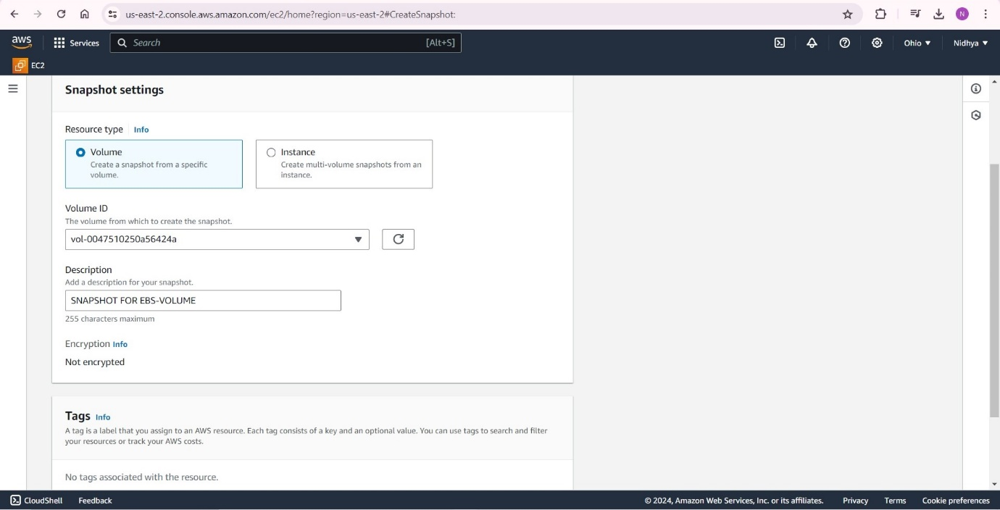 us-east-2.console.aws.amazon.com/ec2/home?region=us-east-2#CreateSnapshot:
N
aws
Services
Search
[Alt+S]
Ohio
Nidhya
EC2
Snapshot settings
Resource type
Info
Volume
Create a snapshot from a specific
volume.
Instance
Create multi-volume snapshots from an
instance.
Volume ID
The volume from which to create the snapshot.
vol-0047510250a56424a
Description
Add a description for your snapshot.
SNAPSHOT FOR EBS-VOLUME
255 characters maximum
Encryption Info
Not encrypted
Tags Info
A tag is a label that you assign to an AWS resource. Each tag consists of a key and an optional value. You can use tags to search and filter
your resources or track your AWS costs.
No tags associated with the resource.
CloudShell
Feedback
© 2024, Amazon Web Services, Inc. or its affiliates.
Privacy
Terms
Cookie preferences